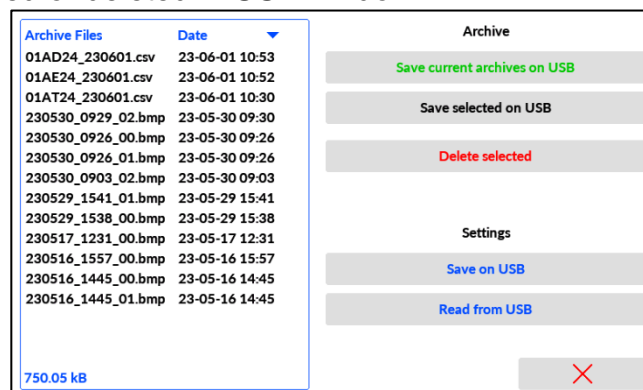 Archive Files Date
01AD24_230601.csv 23-06-01 10:53
01AE24_230601.csv 23-06-01 10:52
01AT24_230601.csv 23-06-01 10:30
230530_0929_02.bmp 23-05-30 09:30
230530_0926_00.bmp 23-05-30 09:26
230530_0926_01.bmp 23-05-30 09:26
230530_0903_02.bmp 23-05-30 09:03
230529_1541_01.bmp 23-05-29 15:41
230529_1538_00.bmp 23-05-29 15:38
230517_1231_00.bmp 23-05-17 12:31
230516_1557_00.bmp 23-05-16 15:57
230516_1445_00.bmp 23-05-16 14:45
230516_1445_01.bmp 23-05-16 14:45
750.05 kB
Archive
Save current archives on USB
Save selected on USB
Delete selected
Settings
Save on USB
Read from USB